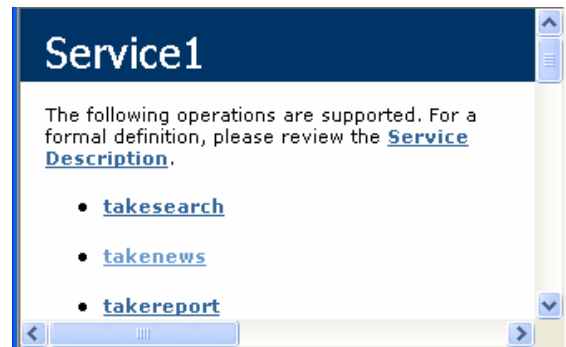 Service1
The following operations are supported. For a
formal definition, please review the Service
Description.
takesearch
takenews
takereport